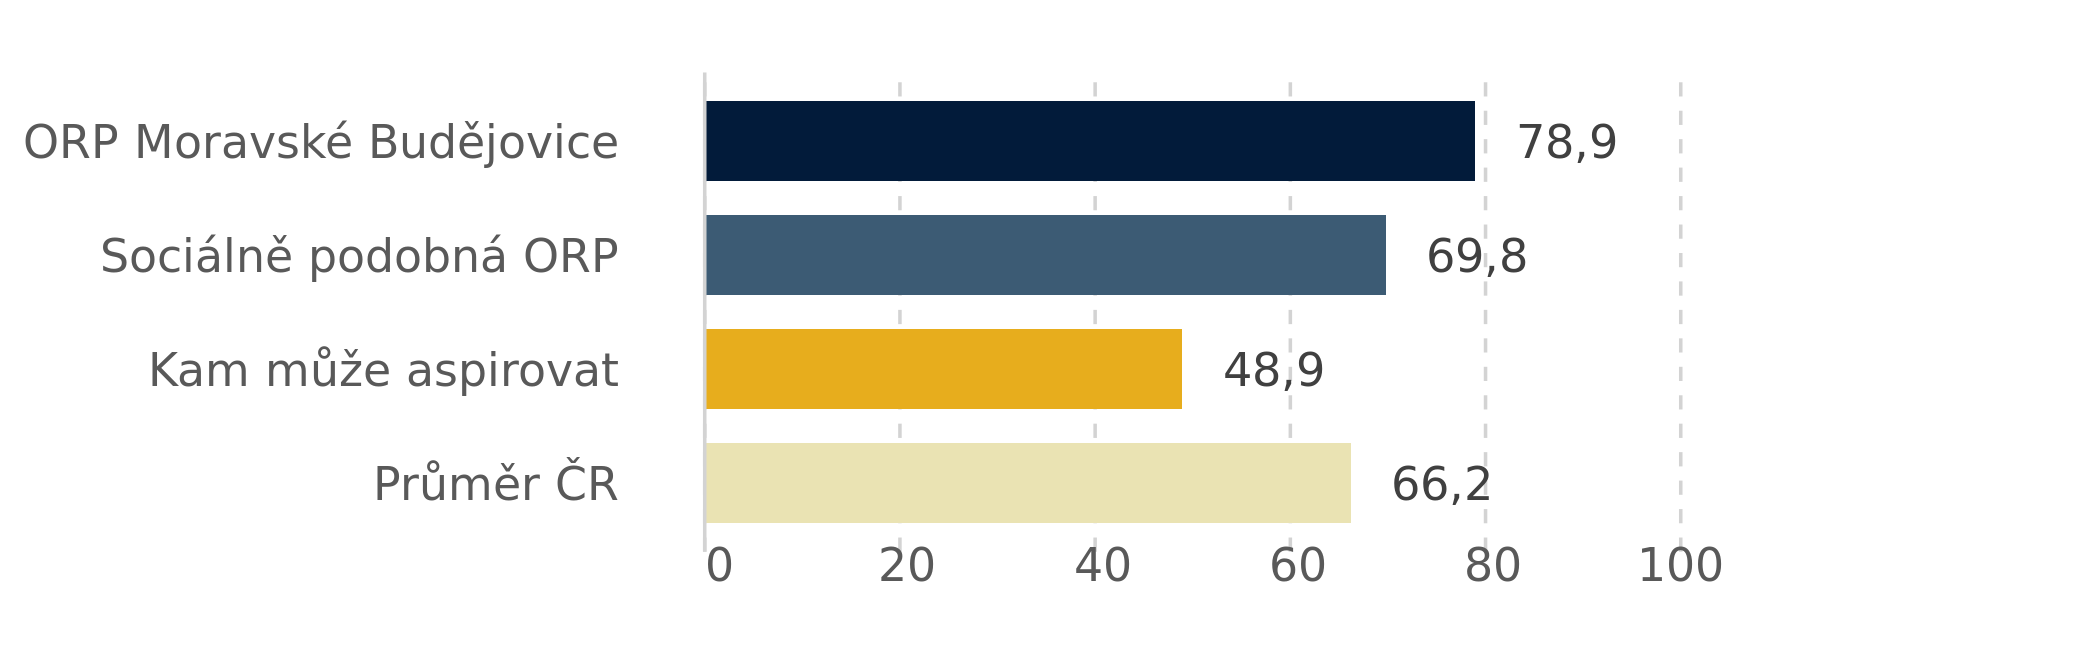 ORP Moravské Budějovice 78,9
Sociálně podobná ORP 69,8
Kam může aspirovat 48,9
Průměr ČR 66,2
0 20 40 60 80 100